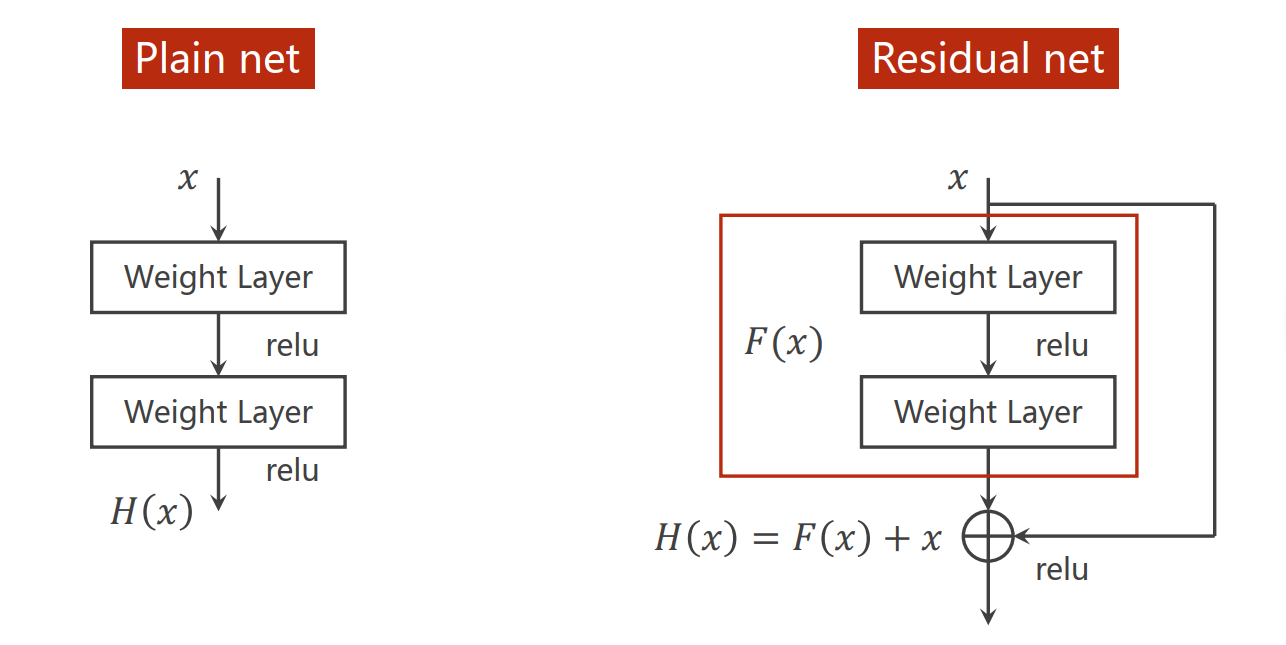 Plain net
x
Weight Layer
relu
Weight Layer
relu
H(x)
Residual net
x
Weight Layer
F(x)
relu
Weight Layer
H(x) = F(x) + x
relu